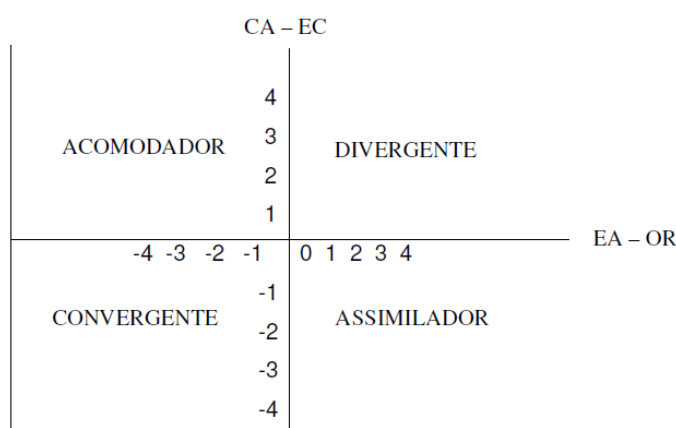 CA – EC
4
ACOMODADOR 3 DIVERGENTE
2
1
EA – OR
-4 -3 -2 -1 0 1 2 3 4
-1
CONVERGENTE -2 ASSIMILADOR
-3
-4